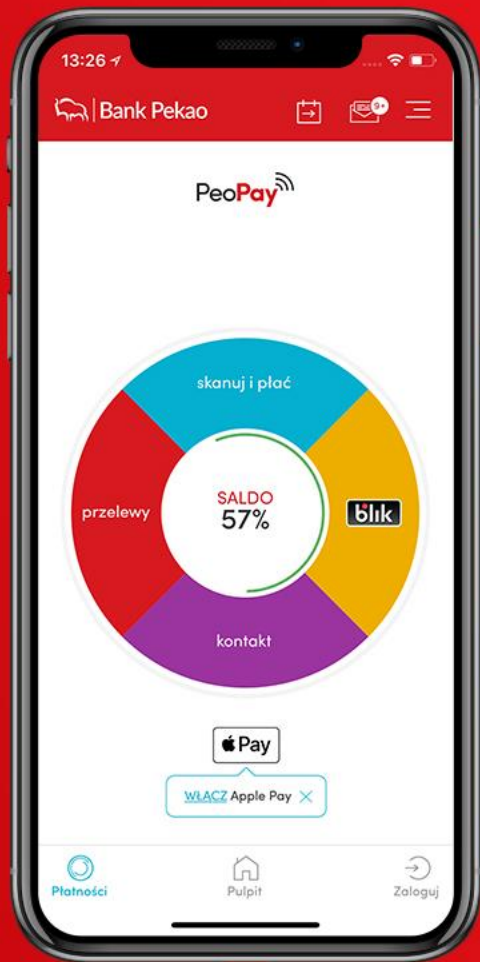 13:26
Bank Pekao
9+
PeoPay
skanuj i płać
przelewy
SALDO
57%
blik
kontakt
Pay
WŁĄCZ Apple Pay
Płatności
Pulpit
Zaloguj